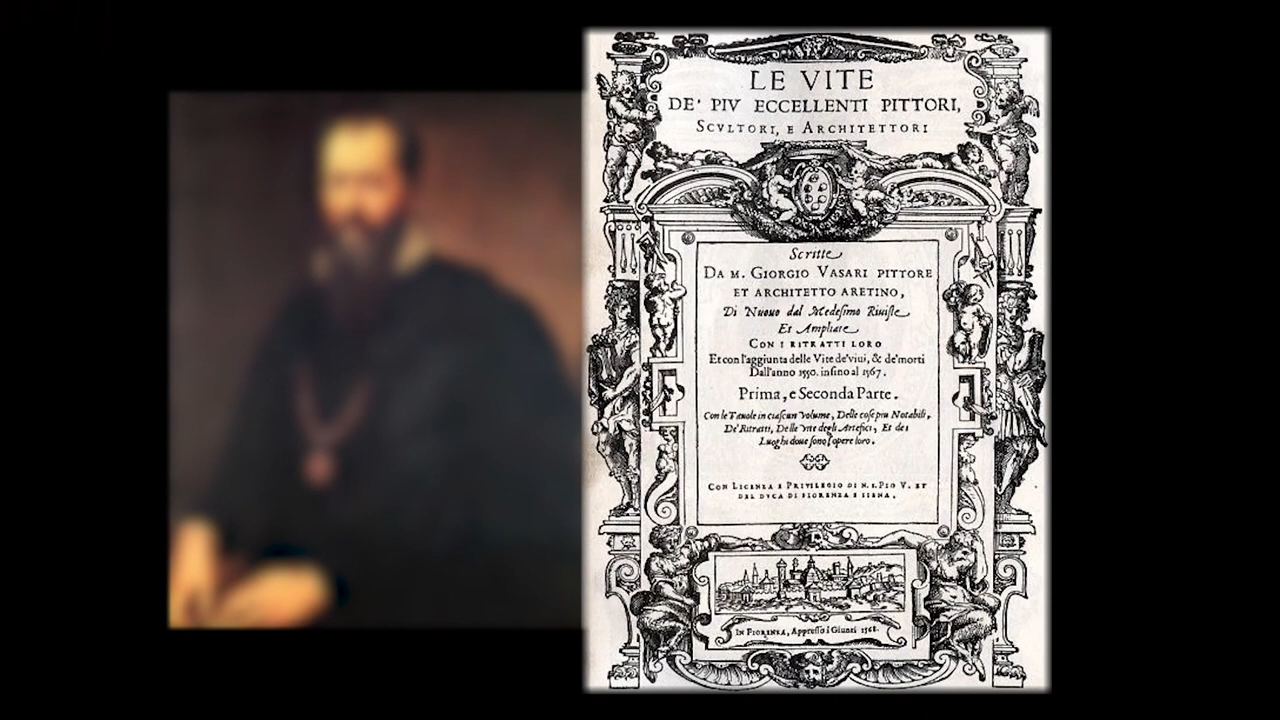 LE VITE
DE' PIV ECCELLENTI PITTORI,
SCVLTORI, E ARCHITETTORI
Scritte
DA M. GIORGIO VASARI PITTORE
ET ARCHITETTO ARETINO,
Di Nuouo dal Medesimo Riuiste
Et Ampliate
CON I RITRATTI LORO
Et con l'aggiunta delle Vite de' viui, & de' morti
Dall'anno 1550. insino al 1567.
Prima, e Seconda Parte.
Con le Tauole in ciascun volume, Delle cose piu Notabili,
De' Ritratti, Delle vite degli Artefici, Et dei
Luoghi doue sono l'opere loro.
CON LICENZA E PRIVILEGIO DI N. S. PIO V. ET
DEL DVCA DI FIORENZA E SIENA.
IN FIORENZA, Appresso i Giunti 1568.